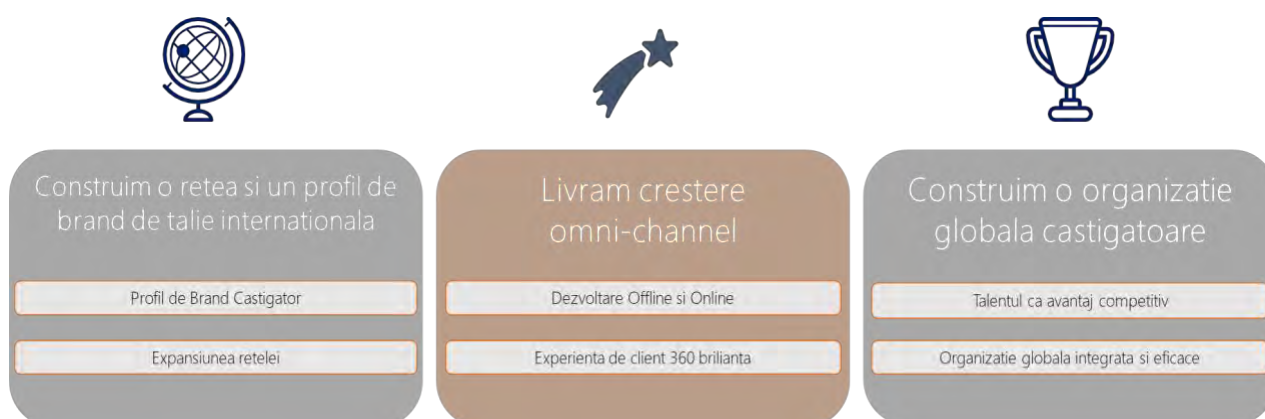 Construim o retea si un profil de
brand de talie internationala
Profil de Brand Castigator
Expansiunea retelei
Livram crestere
omni-channel
Dezvoltare Offline si Online
Experienta de client 360 brilianta
Construim o organizatie
globala castigatoare
Talentul ca avantaj competitiv
Organizatie globala integrata si eficace